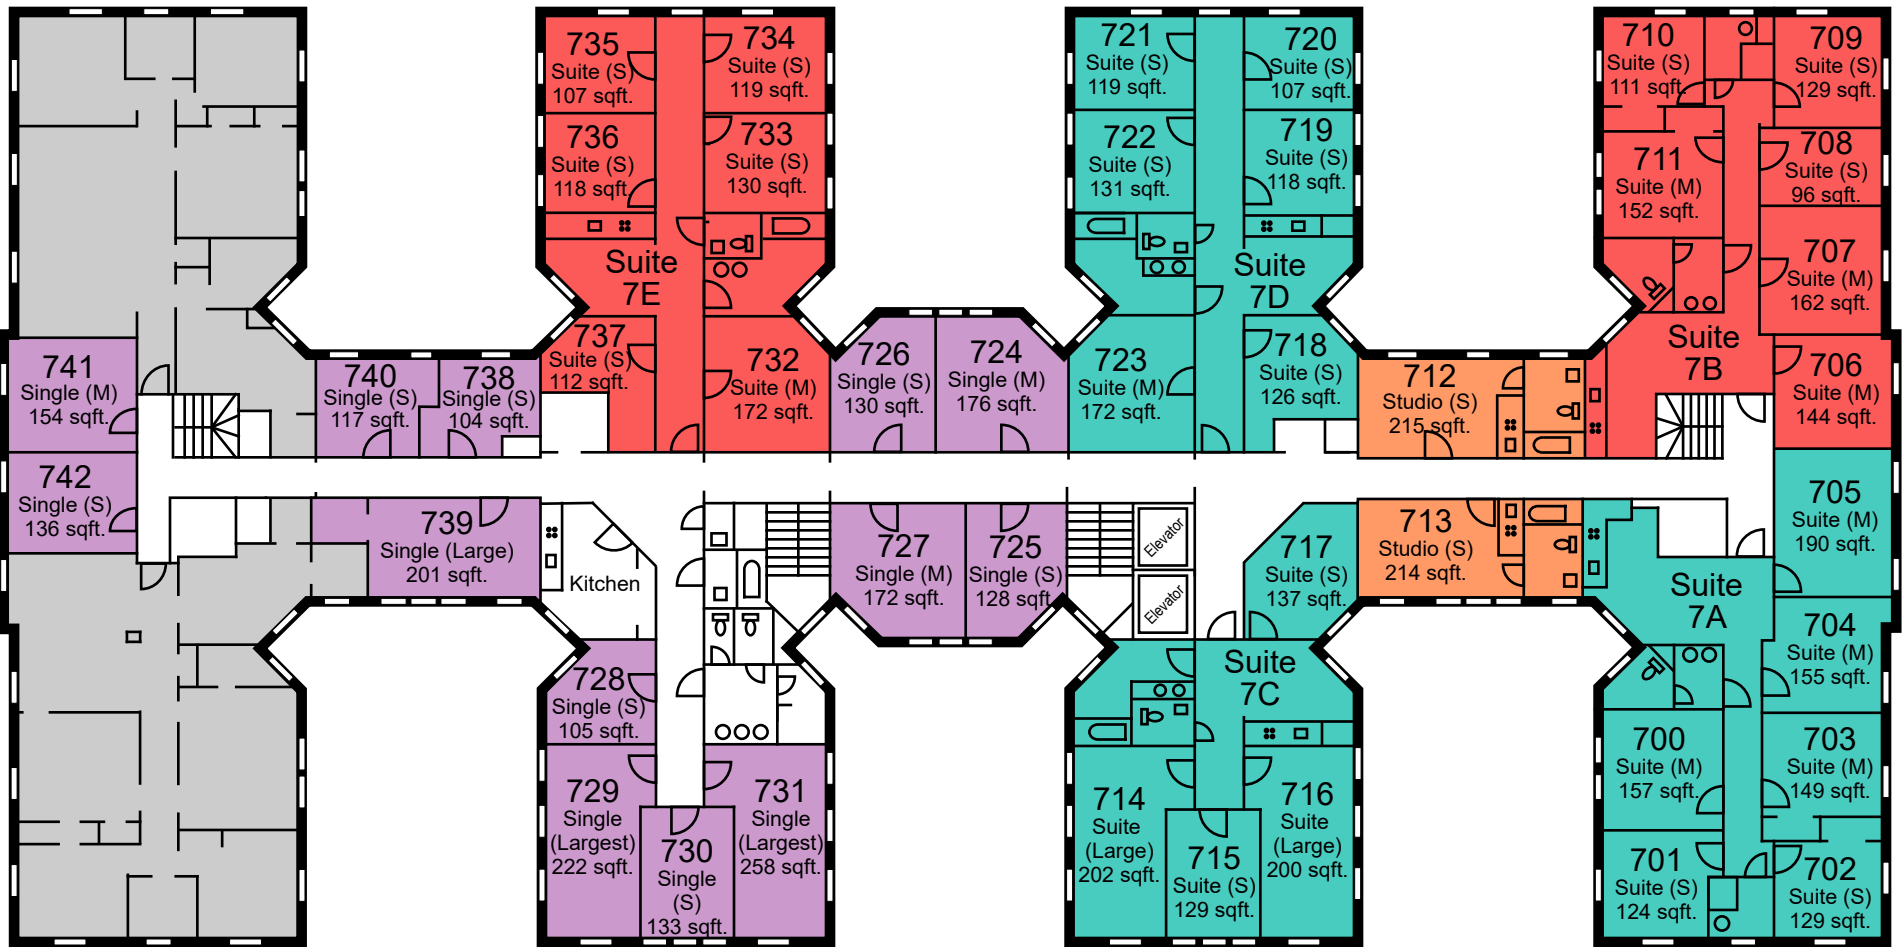 735
Suite (S)
107 sqft.
734
Suite (S)
119 sqft.
721
Suite (S)
119 sqft.
720
Suite (S)
107 sqft.
710
Suite (S)
111 sqft.
709
Suite (S)
129 sqft.
736
Suite (S)
118 sqft.
733
Suite (S)
130 sqft.
722
Suite (S)
131 sqft.
719
Suite (S)
118 sqft.
711
Suite (M)
152 sqft.
708
Suite (S)
96 sqft.
707
Suite (M)
162 sqft.
Suite
7E
Suite
7D
Suite
7B
741
Single (M)
154 sqft.
740
Single (S)
117 sqft.
738
Single (S)
104 sqft.
737
Suite (S)
112 sqft.
732
Suite (M)
172 sqft.
726
Single (S)
130 sqft.
724
Single (M)
176 sqft.
723
Suite (M)
172 sqft.
718
Suite (S)
126 sqft.
712
Studio (S)
215 sqft.
706
Suite (M)
144 sqft.
742
Single (S)
136 sqft.
739
Single (Large)
201 sqft.
Kitchen
727
Single (M)
172 sqft.
725
Single (S)
128 sqft.
Elevator
Elevator
717
Suite (S)
137 sqft.
713
Studio (S)
214 sqft.
705
Suite (M)
190 sqft.
Suite
7A
704
Suite (M)
155 sqft.
728
Single (S)
105 sqft.
Suite
7C
700
Suite (M)
157 sqft.
703
Suite (M)
149 sqft.
729
Single
(Largest)
222 sqft.
730
Single
(S)
133 sqft.
731
Single
(Largest)
258 sqft.
714
Suite
(Large)
202 sqft.
715
Suite (S)
129 sqft.
716
Suite
(Large)
200 sqft.
701
Suite (S)
124 sqft.
702
Suite (S)
129 sqft.